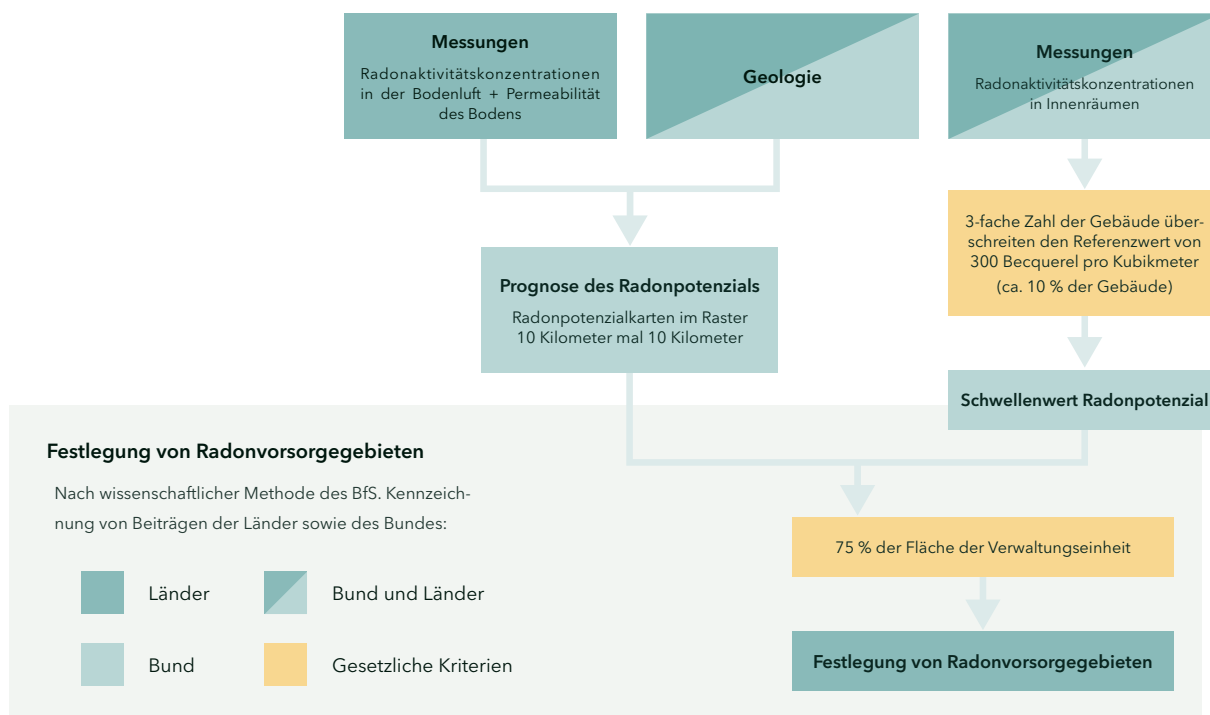 Messungen
Radonaktivitätskonzentrationen
in der Bodenluft + Permeabilität
des Bodens
Geologie
Messungen
Radonaktivitätskonzentrationen
in Innenräumen
3-fache Zahl der Gebäude über-
schreiten den Referenzwert von
300 Becquerel pro Kubikmeter
(ca. 10 % der Gebäude)
Prognose des Radonpotenzials
Radonpotenzialkarten im Raster
10 Kilometer mal 10 Kilometer
Schwellenwert Radonpotenzial
Festlegung von Radonvorsorgegebieten
Nach wissenschaftlicher Methode des BfS. Kennzeich-
nung von Beiträgen der Länder sowie des Bundes:
Länder
Bund und Länder
Bund
Gesetzliche Kriterien
75 % der Fläche der Verwaltungseinheit
Festlegung von Radonvorsorgegebieten